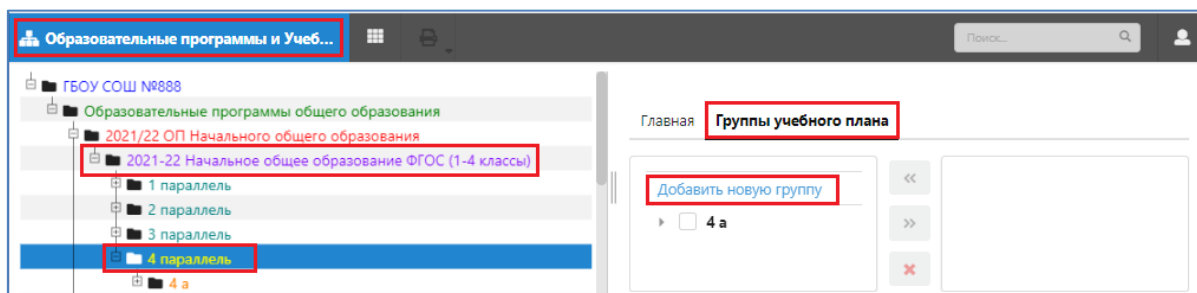 Образовательные программы и Учеб...
Поиск...
ГБОУ СОШ №888
Образовательные программы общего образования
2021/22 ОП Начального общего образования
2021-22 Начальное общее образование ФГОС (1-4 классы)
1 параллель
2 параллель
3 параллель
4 параллель
4 а
Главная Группы учебного плана
Добавить новую группу
4 а